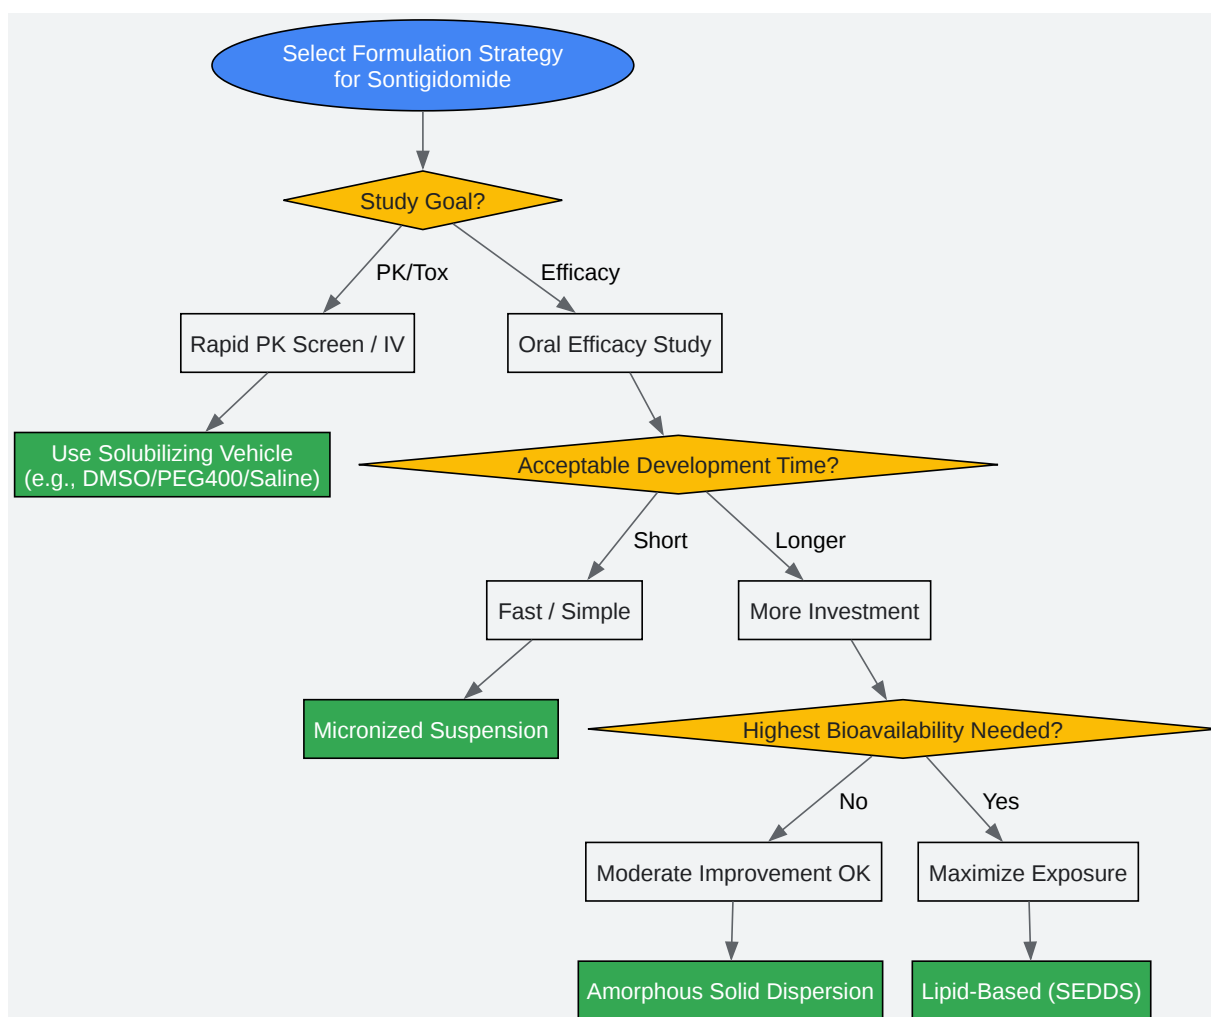 Select Formulation Strategy
for Sontigidomide
Study Goal?
PK/Tox
Efficacy
Rapid PK Screen / IV
Oral Efficacy Study
Use Solubilizing Vehicle
(e.g., DMSO/PEG400/Saline)
Acceptable Development Time?
Short
Longer
Fast / Simple
More Investment
Micronized Suspension
Highest Bioavailability Needed?
No
Yes
Moderate Improvement OK
Maximize Exposure
Amorphous Solid Dispersion
Lipid-Based (SEDDS)